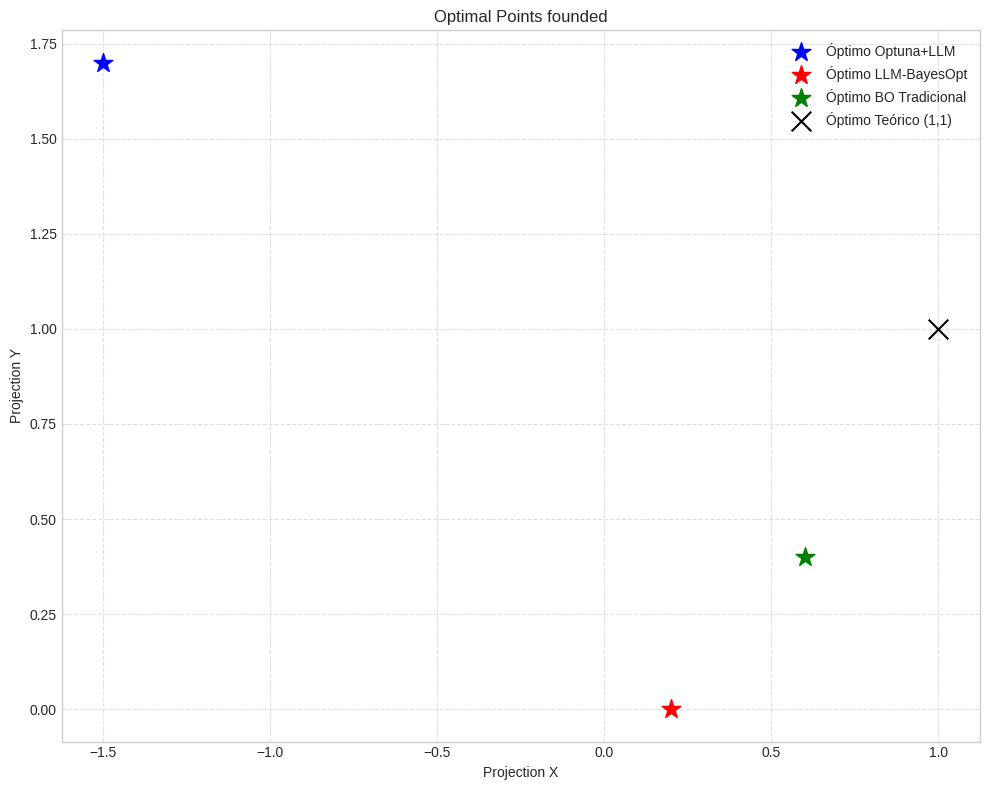 Optimal Points founded
Óptimo Optuna+LLM
Óptimo LLM-BayesOpt
Óptimo BO Tradicional
Óptimo Teórico (1,1)
1.75
1.50
1.25
1.00
0.75
0.50
0.25
0.00
Projection Y
−1.5 −1.0 −0.5 0.0 0.5 1.0
Projection X